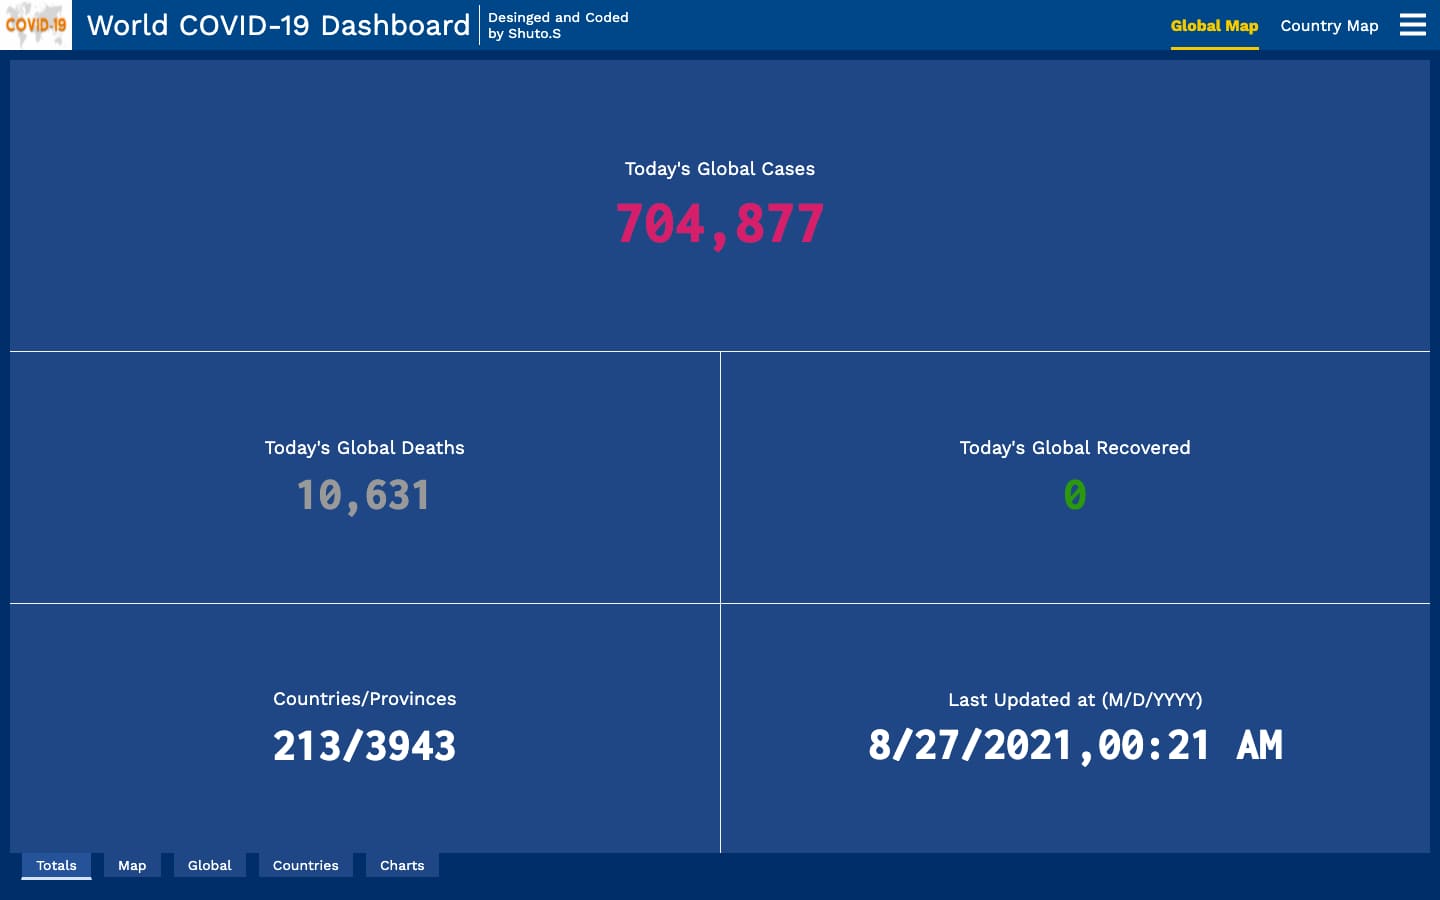 COVID-19
World COVID-19 Dashboard
Desinged and Coded
by Shuto.S
Global Map
Country Map
Today's Global Cases
704,877
Today's Global Deaths
10,631
Today's Global Recovered
0
Countries/Provinces
213/3943
Last Updated at (M/D/YYYY)
8/27/2021,00:21 AM
Totals
Map
Global
Countries
Charts